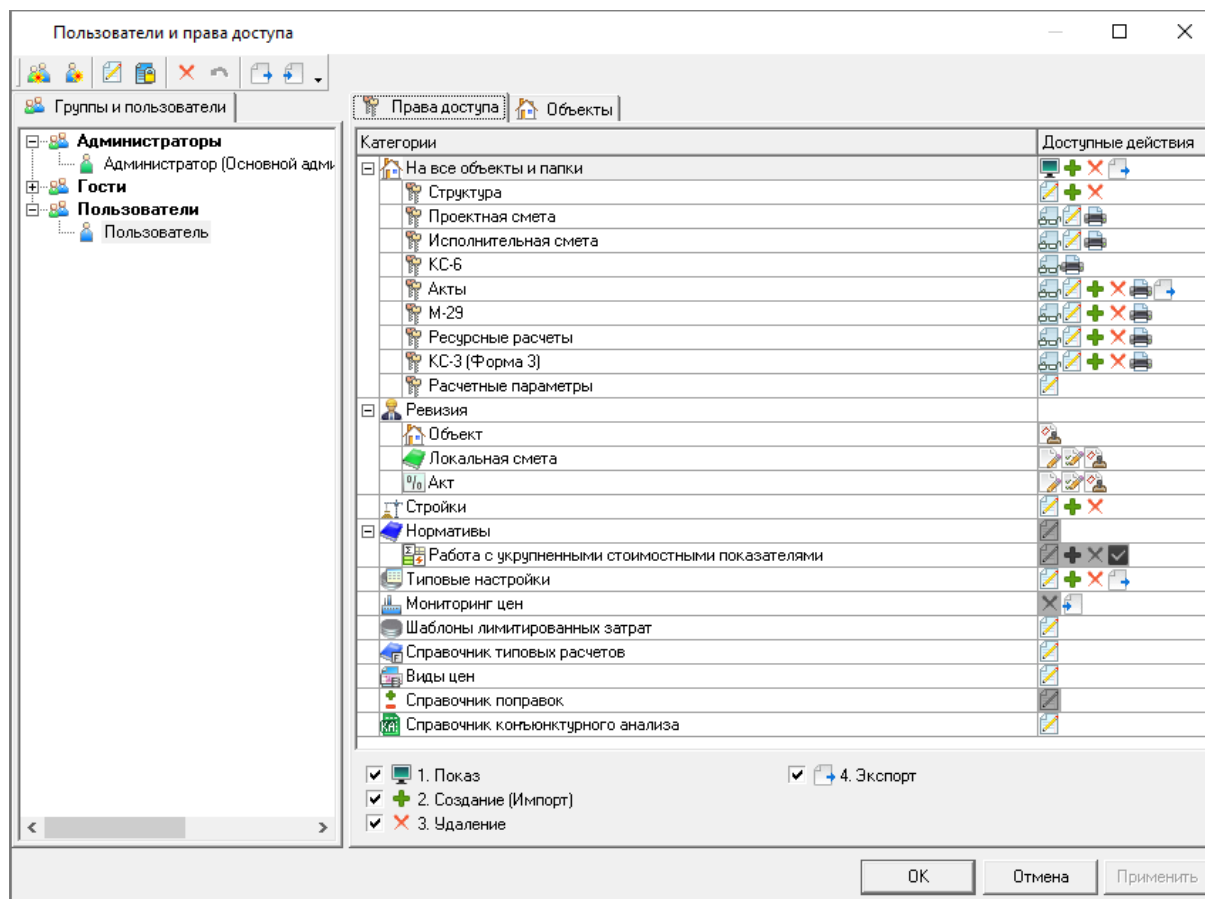 Пользователи и права доступа
Группы и пользователи
Администраторы
Администратор (Основной адми
Гости
Пользователи
Пользователь
Права доступа
Объекты
Категории
Доступные действия
На все объекты и папки
Структура
Проектная смета
Исполнительная смета
КС-6
Акты
М-29
Ресурсные расчеты
КС-3 (Форма 3)
Расчетные параметры
Ревизия
Объект
Локальная смета
Акт
Стройки
Нормативы
Работа с укрупненными стоимостными показателями
Типовые настройки
Мониторинг цен
Шаблоны лимитированных затрат
Справочник типовых расчетов
Виды цен
Справочник поправок
Справочник конъюнктурного анализа
1. Показ
2. Создание (Импорт)
3. Удаление
4. Экспорт
ОК
Отмена
Применить